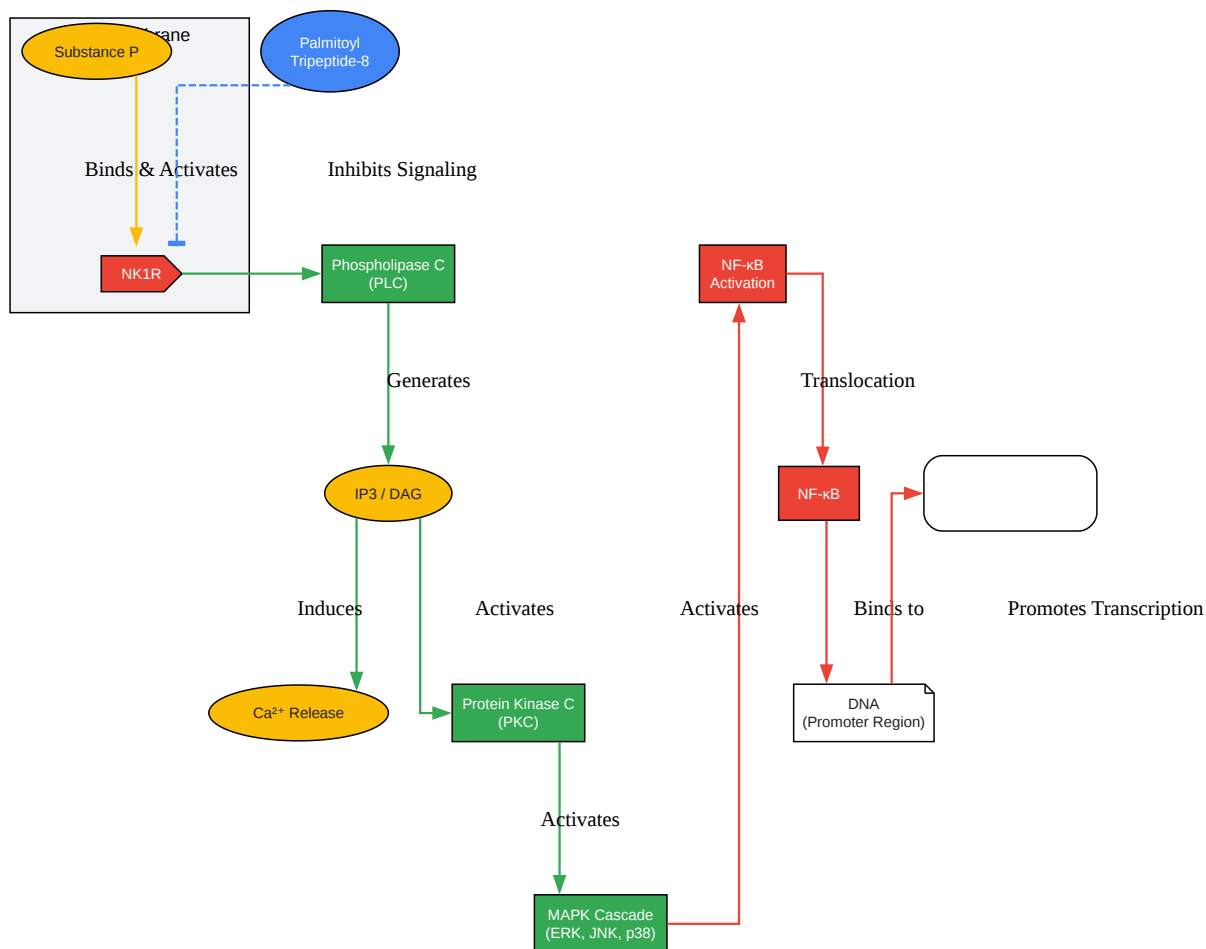 Substance P
Palmitoyl
Tripeptide-8
Binds & Activates
Inhibits Signaling
NK1R
Phospholipase C
(PLC)
NF-κB
Activation
Generates
Translocation
IP3 / DAG
NF-κB
Induces
Activates
Activates
Binds to
Promotes Transcription
Ca²⁺ Release
Protein Kinase C
(PKC)
DNA
(Promoter Region)
Activates
MAPK Cascade
(ERK, JNK, p38)